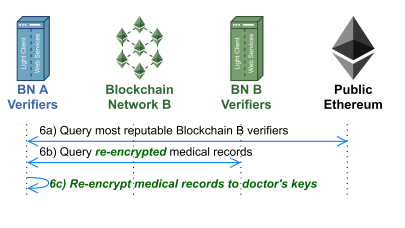 Light Client
Web Services
Light Client
Web Services
BN A
Verifiers
Blockchain
Network B
BN B
Verifiers
Public
Ethereum
6a) Query most reputable Blockchain B verifiers
6b) Query re-encrypted medical records
6c) Re-encrypt medical records to doctor's keys